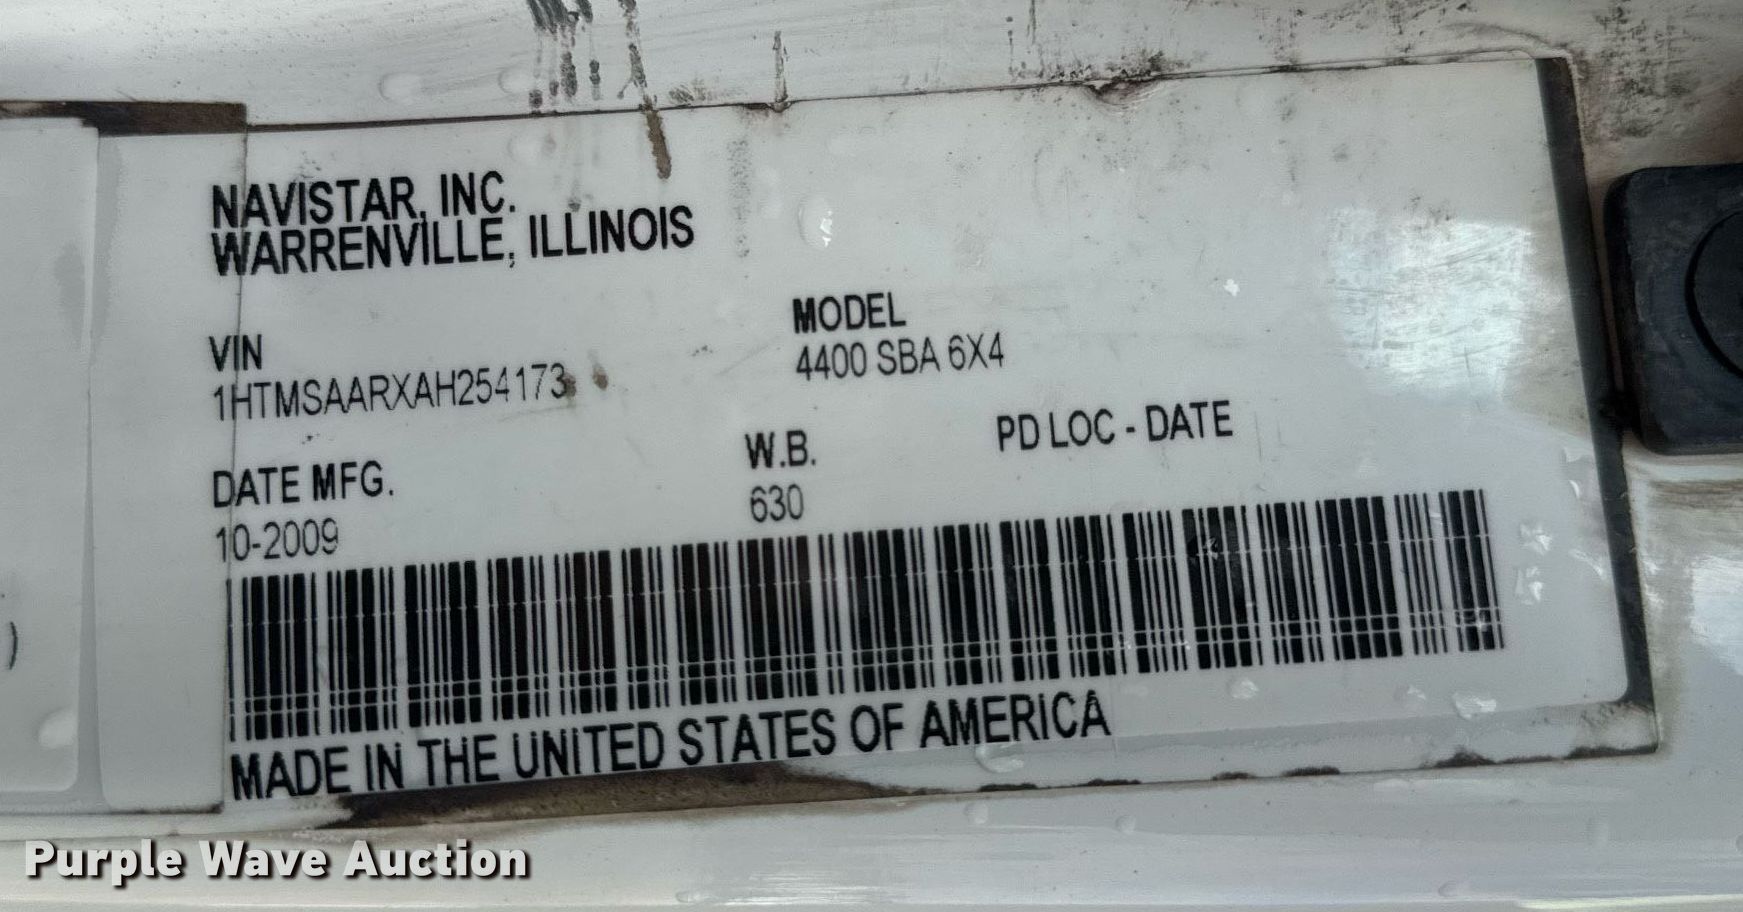 NAVISTAR, INC.
WARRENVILLE, ILLINOIS
VIN
1HTMSAARXAH254173
MODEL
4400 SBA 6X4
DATE MFG.
10-2009
W.B.
630
PD LOC - DATE
MADE IN THE UNITED STATES OF AMERICA
)
Purple Wave Auction